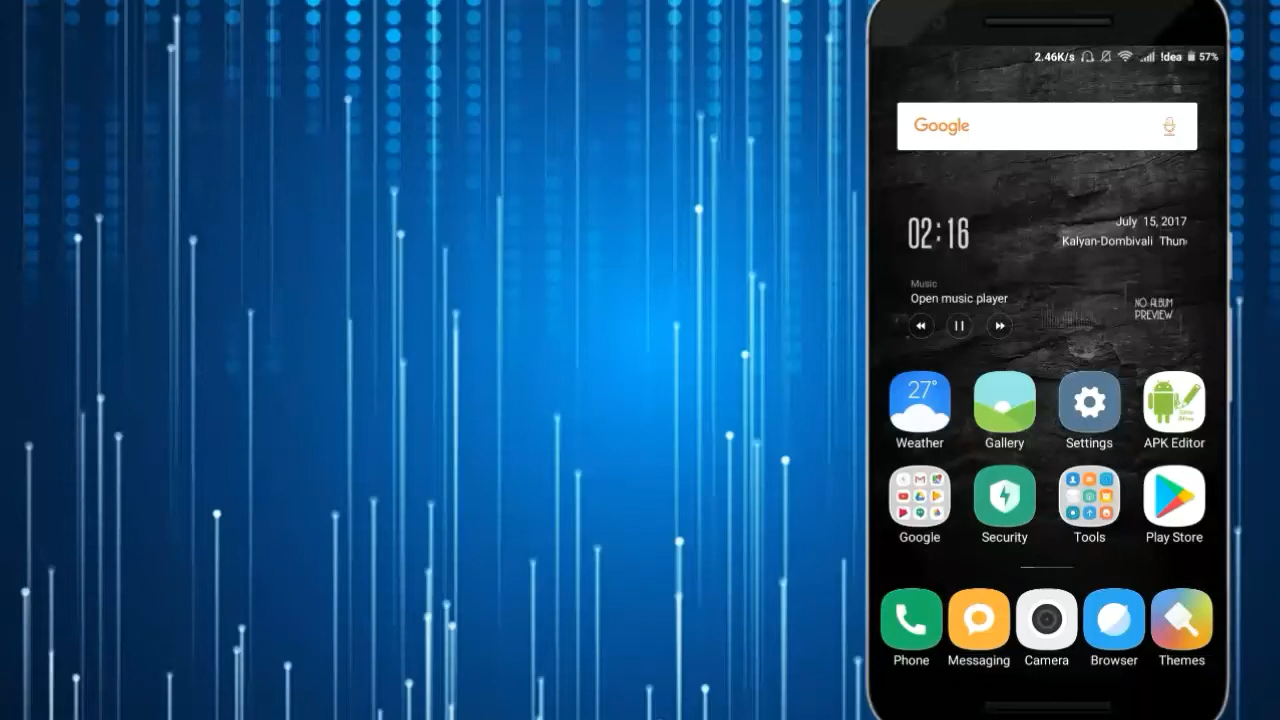 2.46K/s !dea 57%
Google
02:16
July 15, 2017
Kalyan-Dombivali Thun
Music
Open music player
NO ALBUM
PREVIEW
27°
Weather
Gallery
Settings
APK Editor
Google
Security
Tools
Play Store
Phone
Messaging
Camera
Browser
Themes